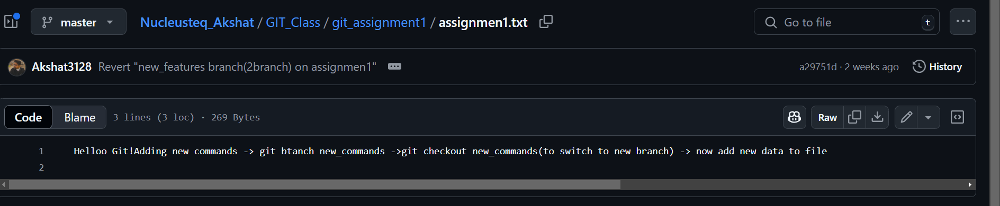 master Nucleusteq_Akshat / GIT_Class / git_assignment1 / assignmen1.txt Go to file t
Akshat3128 Revert "new_features branch(2branch) on assignmen1" a29751d · 2 weeks ago History
Code Blame 3 lines (3 loc) · 269 Bytes Raw
1 Helloo Git!Adding new commands -> git btanch new_commands ->git checkout new_commands(to switch to new branch) -> now add new data to file
2